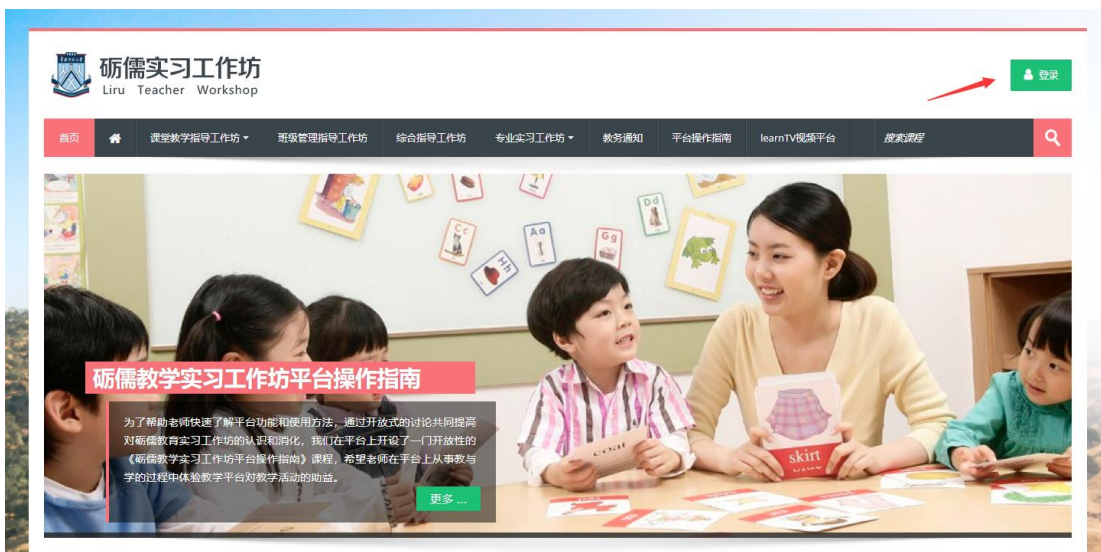 砺儒实习工作坊
Liru Teacher Workshop
登录
首页 课堂教学指导工作坊 班级管理指导工作坊 综合指导工作坊 专业实习工作坊 教务通知 平台操作指南 learnTV视频平台 搜索课程
Cc
Hh
Aa
Gg
Dd
砺儒教学实习工作坊平台操作指南
为了帮助老师快速了解平台功能和使用方法，通过开放式的讨论共同提高
对砺儒教育实习工作坊的认识和消化，我们在平台上开设了一门开放性的
《砺儒教学实习工作坊平台操作指南》课程，希望老师在平台上从事教与
学的过程中体验教学平台对教学活动的助益。
更多 ...
coat
skirt